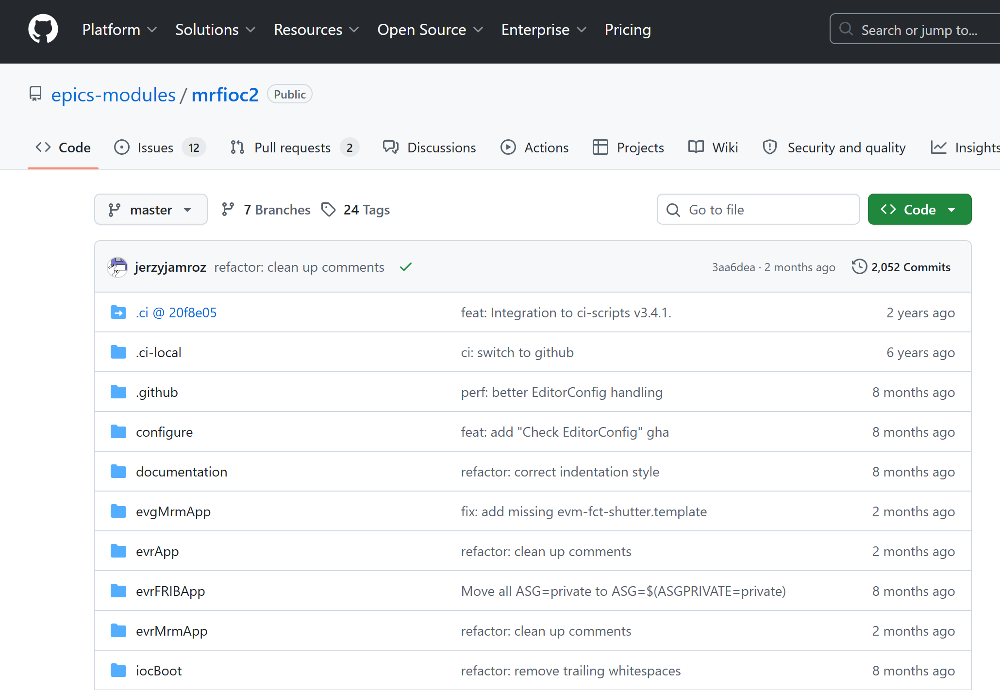 Platform Solutions Resources Open Source Enterprise Pricing Search or jump to...
epics-modules / mrfioc2 Public
Code Issues 12 Pull requests 2 Discussions Actions Projects Wiki Security and quality Insights
master 7 Branches 24 Tags Go to file Code
jerzyjamroz refactor: clean up comments 3aa6dea · 2 months ago 2,052 Commits
.ci @ 20f8e05 feat: Integration to ci-scripts v3.4.1. 2 years ago
.ci-local ci: switch to github 6 years ago
.github perf: better EditorConfig handling 8 months ago
configure feat: add "Check EditorConfig" gha 8 months ago
documentation refactor: correct indentation style 8 months ago
evgMrmApp fix: add missing evm-fct-shutter.template 2 months ago
evrApp refactor: clean up comments 2 months ago
evrFRIBApp Move all ASG=private to ASG=$(ASGPRIVATE=private) 8 months ago
evrMrmApp refactor: clean up comments 2 months ago
iocBoot refactor: remove trailing whitespaces 8 months ago